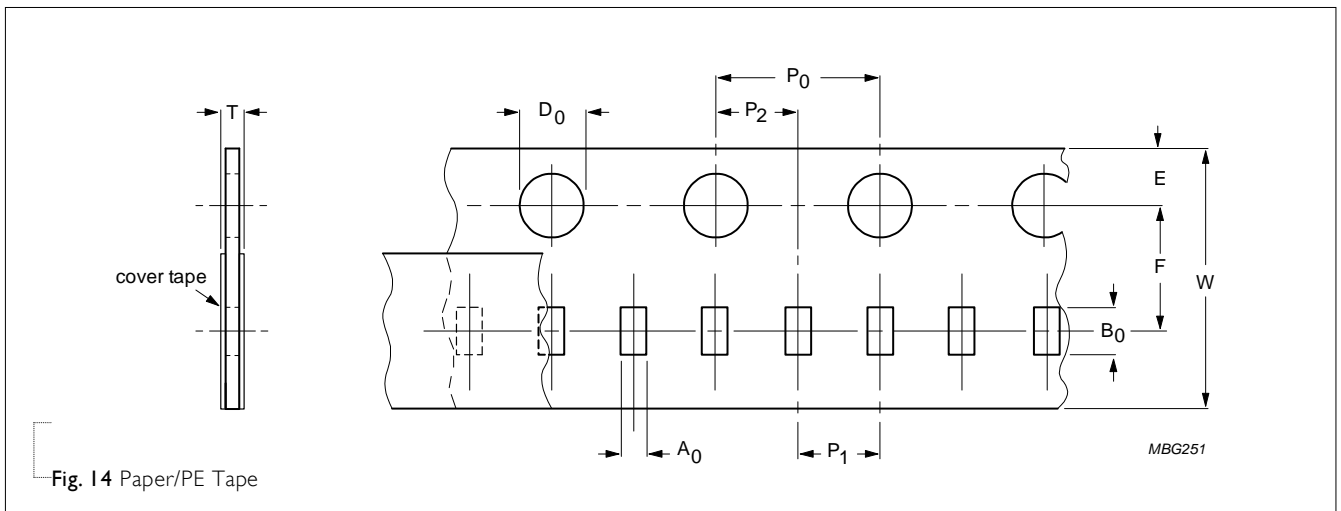 P0
T
D0
P2
E
F
W
cover tape
B0
A0
P1
MBG251
Fig. 14 Paper/PE Tape